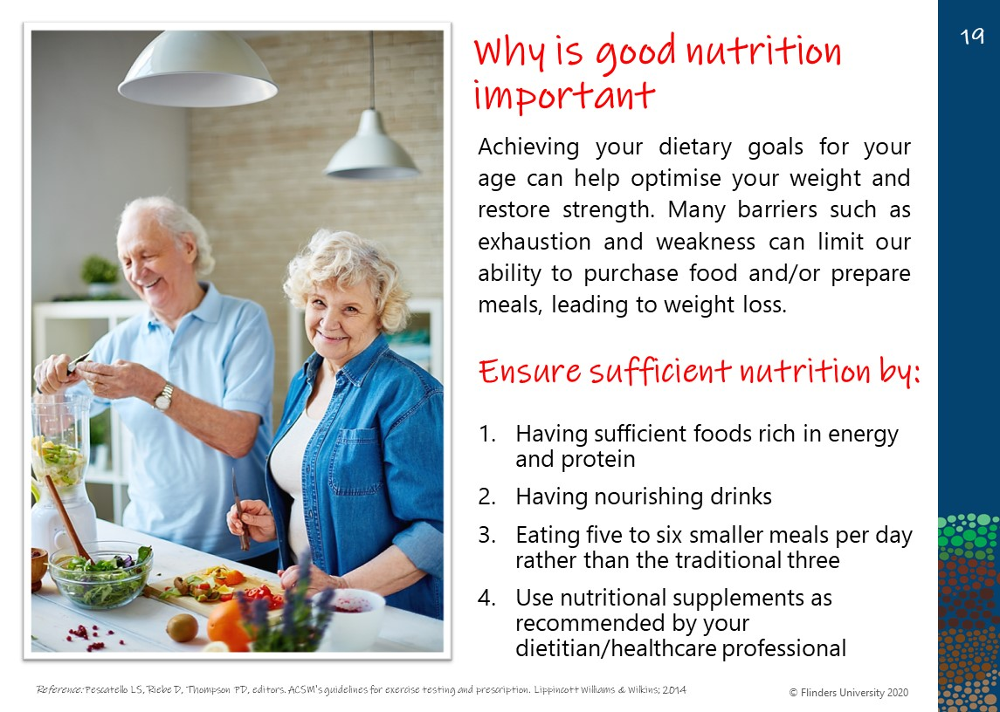 19
Why is good nutrition
important
Achieving your dietary goals for your
age can help optimise your weight and
restore strength. Many barriers such as
exhaustion and weakness can limit our
ability to purchase food and/or prepare
meals, leading to weight loss.
Ensure sufficient nutrition by:
1. Having sufficient foods rich in energy
and protein
2. Having nourishing drinks
3. Eating five to six smaller meals per day
rather than the traditional three
4. Use nutritional supplements as
recommended by your
dietitian/healthcare professional
Reference: Pescatello LS, Riebe D, Thompson PD, editors. ACSM's guidelines for exercise testing and prescription. Lippincott Williams & Wilkins; 2014
© Flinders University 2020